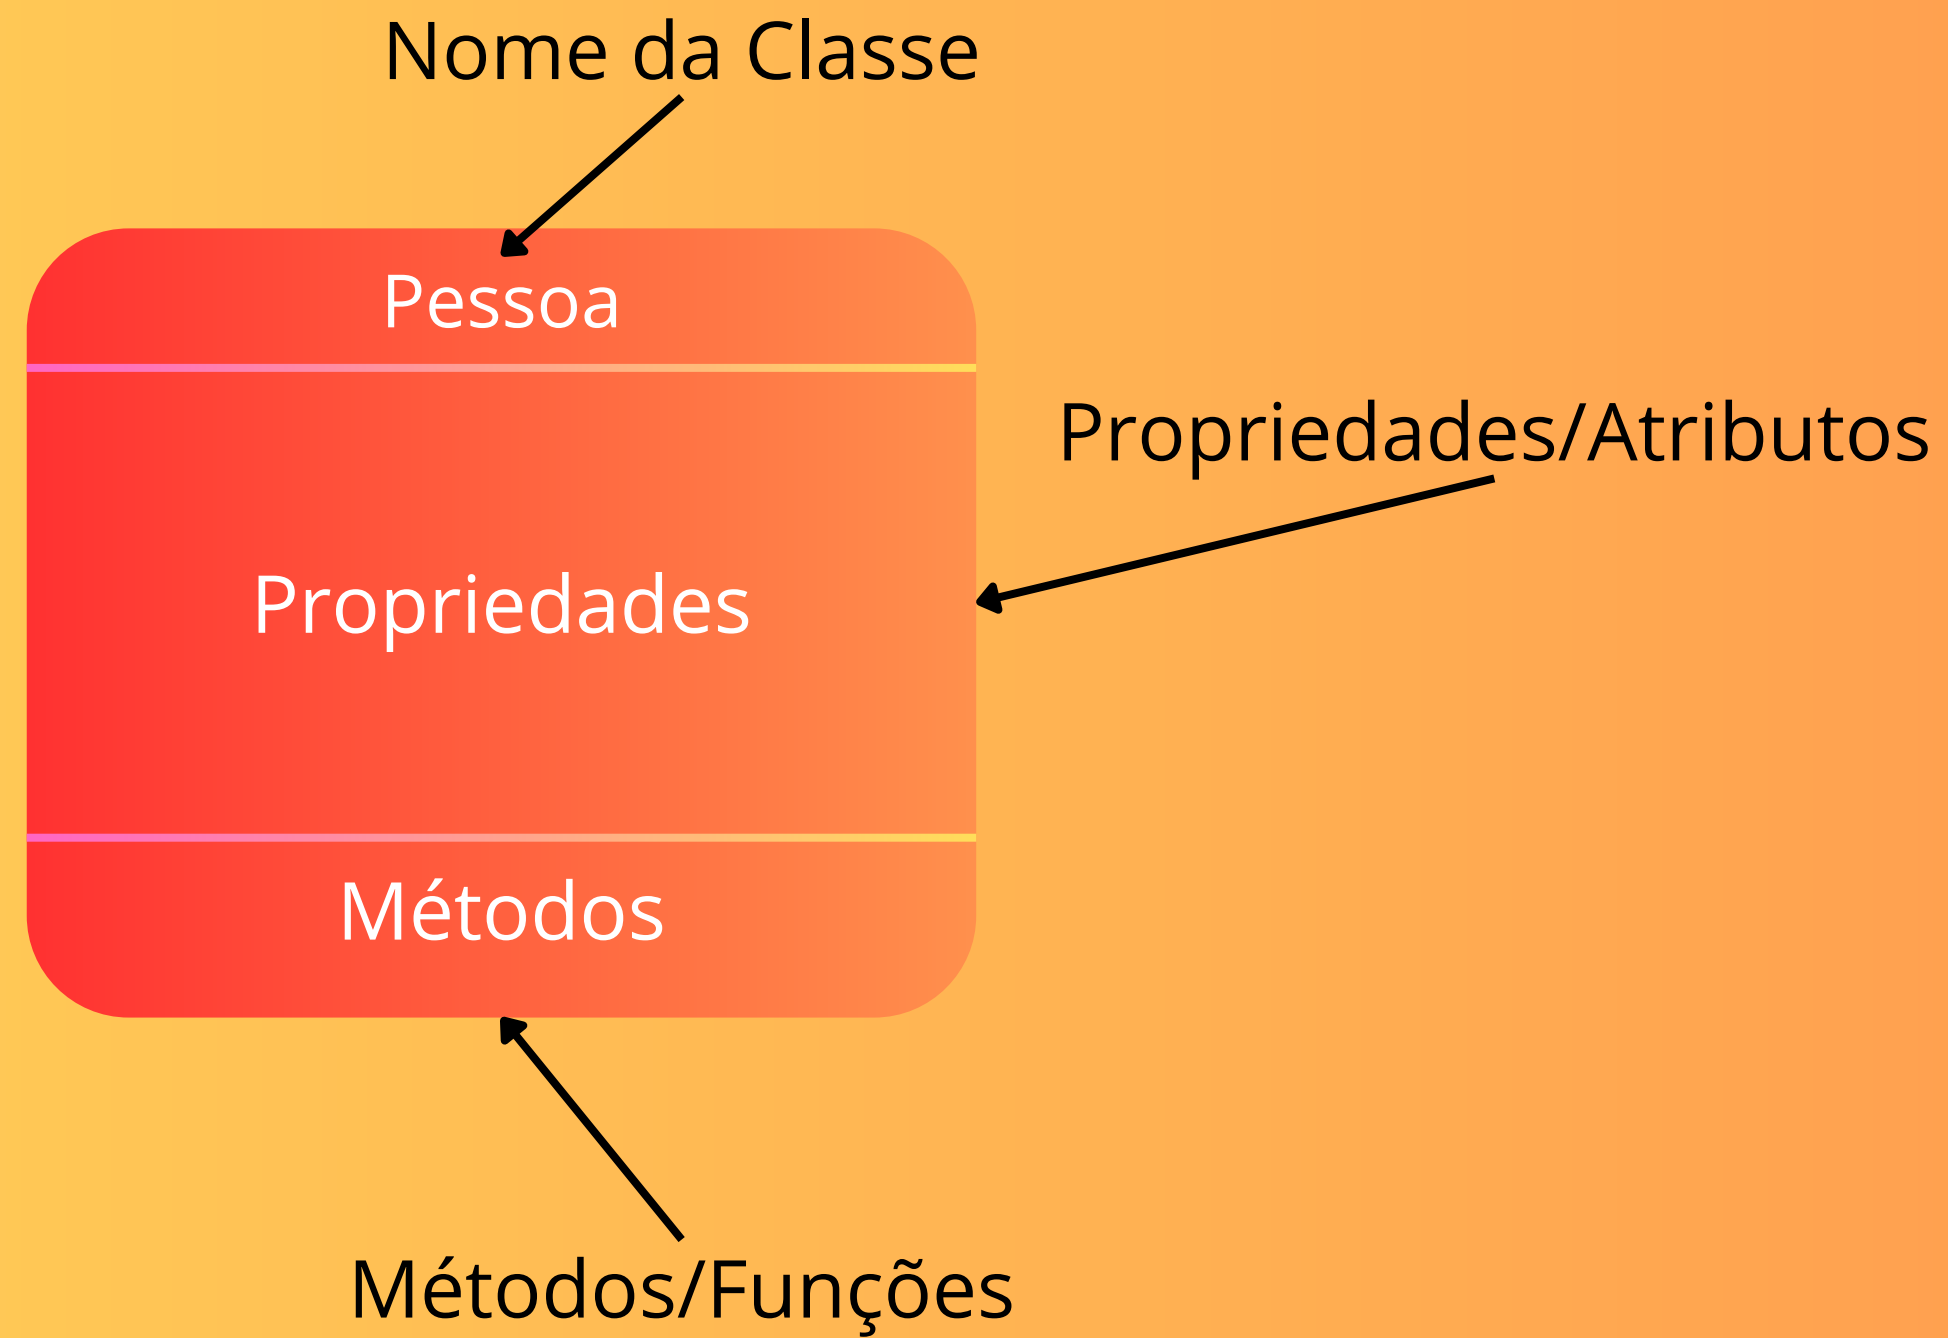 Nome da Classe
Pessoa
Propriedades/Atributos
Propriedades
Métodos
Métodos/Funções